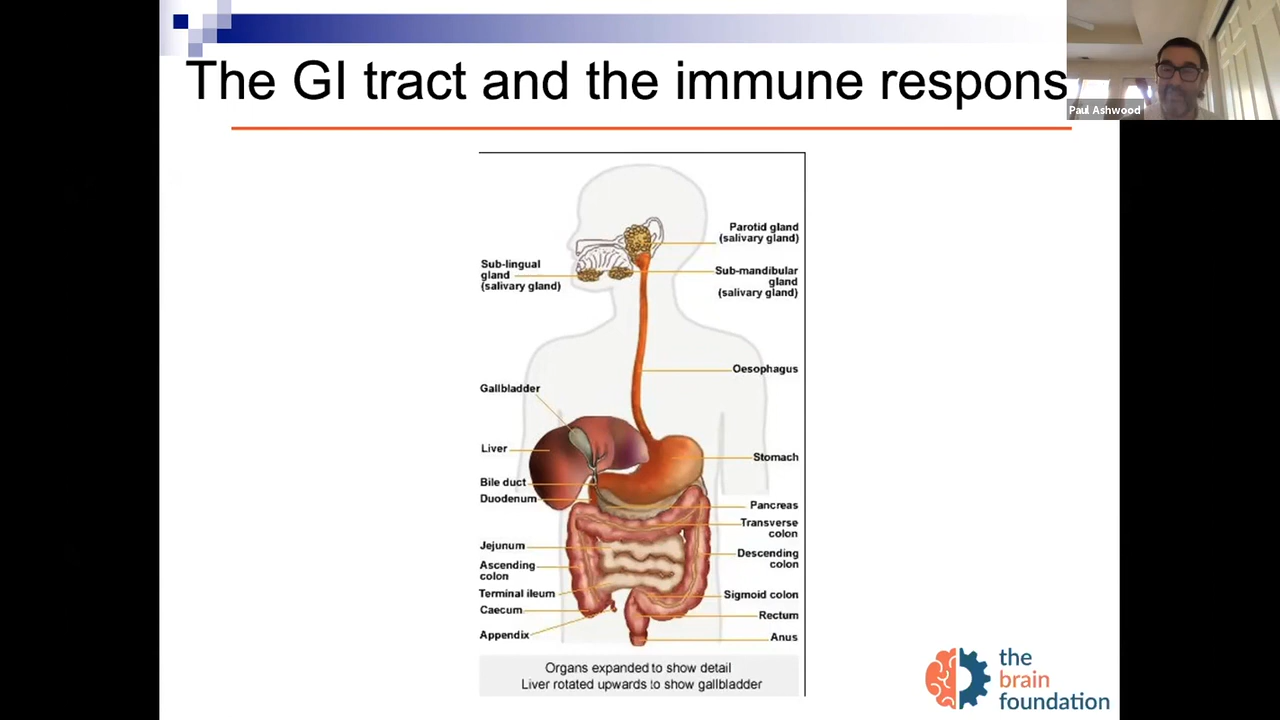 The GI tract and the immune respons
Paul Ashwood
Parotid gland
(salivary gland)
Sub-lingual
gland
(salivary gland)
Sub-mandibular
gland
(salivary gland)
Oesophagus
Gallbladder
Liver
Stomach
Bile duct
Duodenum
Pancreas
Transverse
colon
Jejunum
Descending
colon
Ascending
colon
Terminal ileum
Sigmoid colon
Caecum
Rectum
Appendix
Anus
Organs expanded to show detail
Liver rotated upwards to show gallbladder
the
brain
foundation